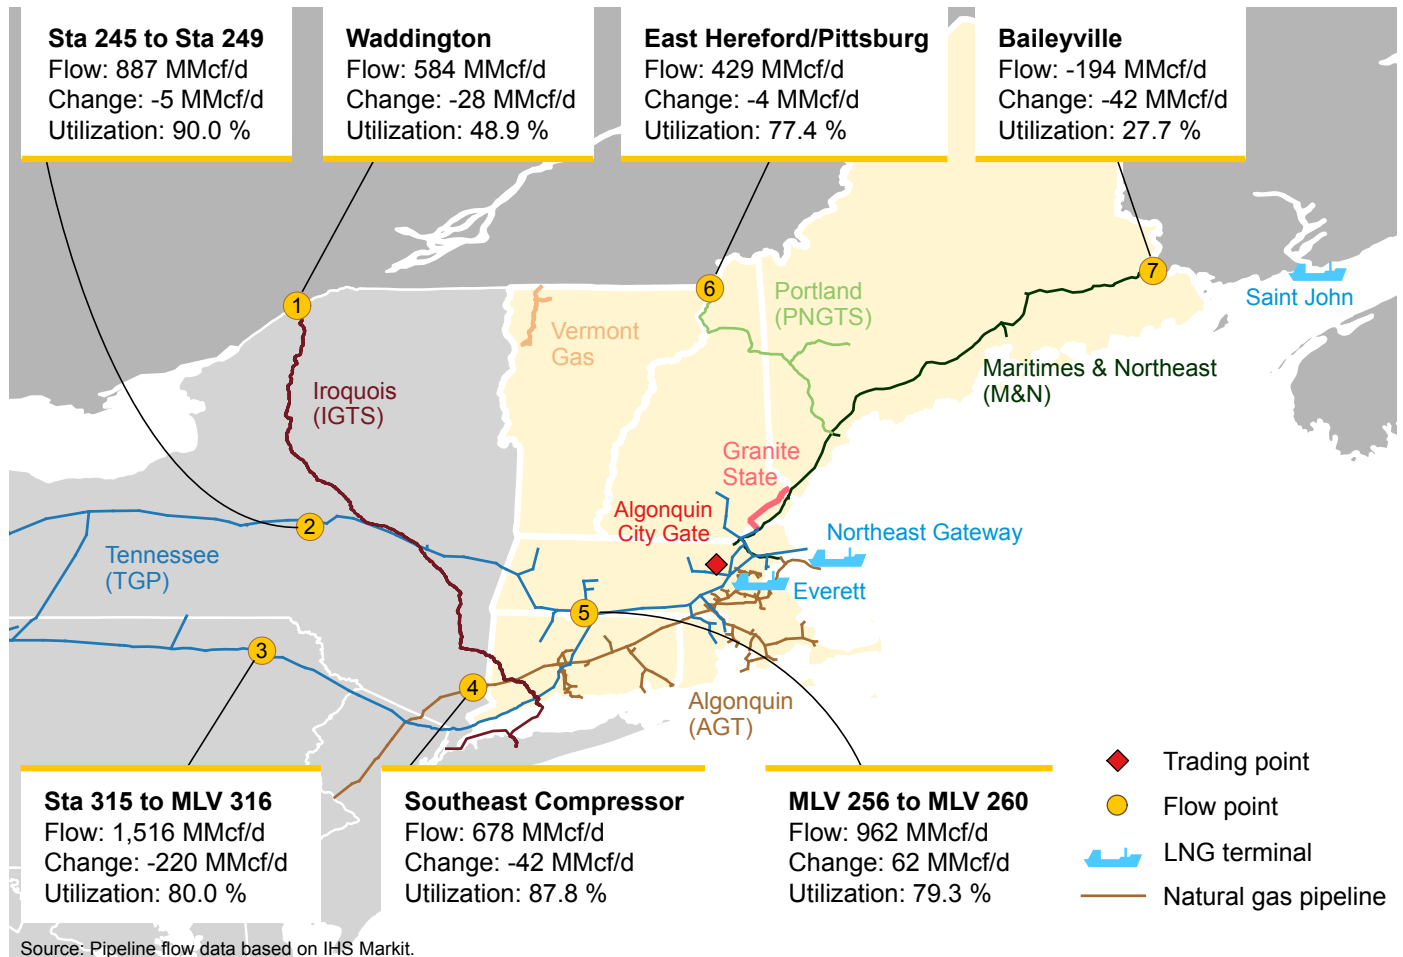 Sta 245 to Sta 249
Flow: 887 MMcf/d
Change: -5 MMcf/d
Utilization: 90.0 %
Waddington
Flow: 584 MMcf/d
Change: -28 MMcf/d
Utilization: 48.9 %
East Hereford/Pittsburg
Flow: 429 MMcf/d
Change: -4 MMcf/d
Utilization: 77.4 %
Baileyville
Flow: -194 MMcf/d
Change: -42 MMcf/d
Utilization: 27.7 %
1
6
7
Saint John
Vermont
Gas
Portland
(PNGTS)
Iroquois
(IGTS)
Maritimes & Northeast
(M&N)
Granite
State
Algonquin
City Gate
2
Northeast Gateway
Tennessee
(TGP)
Everett
5
3
4
Algonquin
(AGT)
Sta 315 to MLV 316
Flow: 1,516 MMcf/d
Change: -220 MMcf/d
Utilization: 80.0 %
Southeast Compressor
Flow: 678 MMcf/d
Change: -42 MMcf/d
Utilization: 87.8 %
MLV 256 to MLV 260
Flow: 962 MMcf/d
Change: 62 MMcf/d
Utilization: 79.3 %
Trading point
Flow point
LNG terminal
Natural gas pipeline
Source: Pipeline flow data based on IHS Markit.